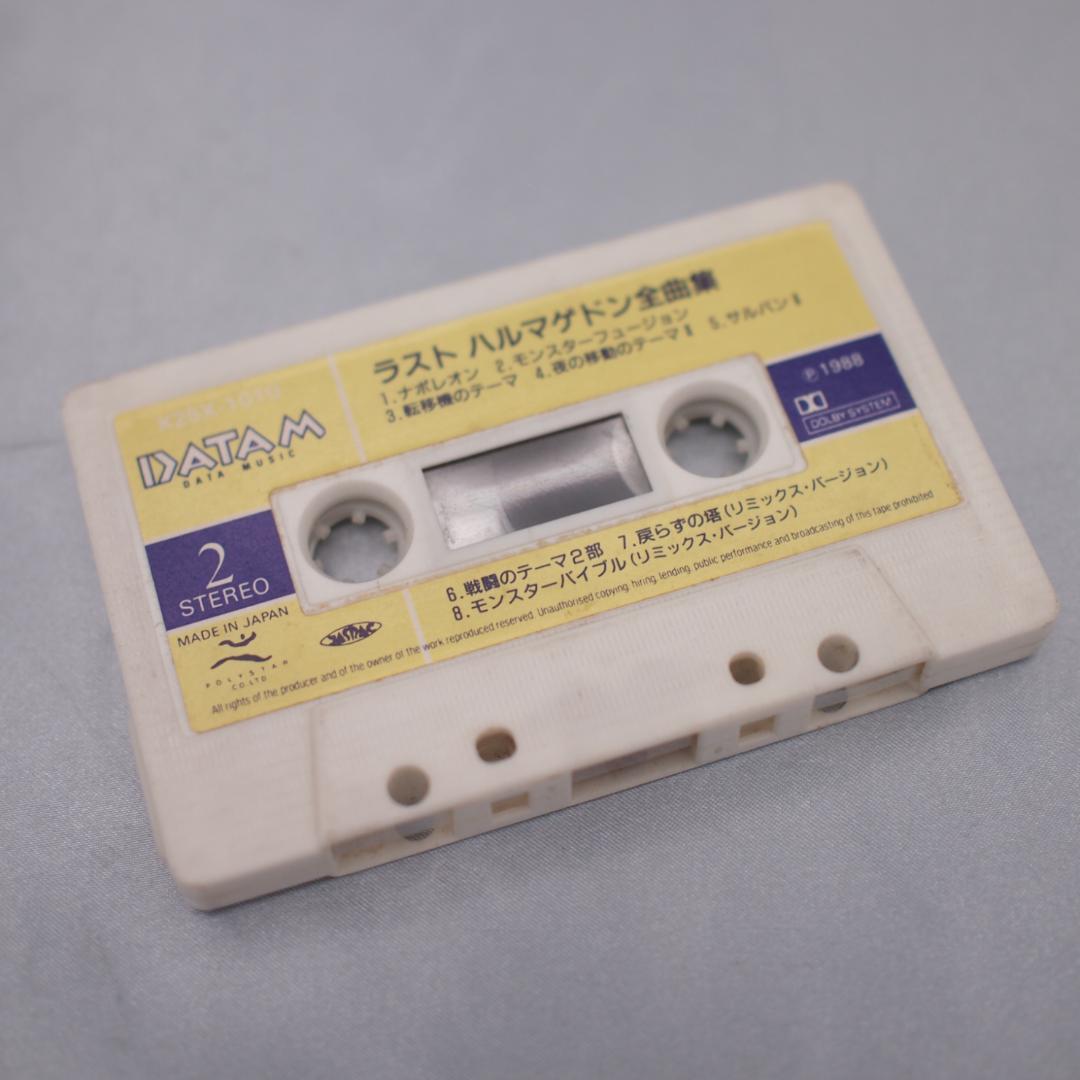 ラスト ハルマゲドン全曲集
1.ナポレオン 2.モンスターフュージョン
3.転移機のテーマ 4.夜の移動のテーマⅡ 5.サルバンⅡ
DATAM
DATA MUSIC
℗1988
DOLBY SYSTEM
2
STEREO
6.戦闘のテーマ2部 7.戻らずの塔(リミックス・バージョン)
8.モンスターバイブル(リミックス・バージョン)
MADE IN JAPAN
POLYSTAR
CO.LTD
JASRAC
All rights of the producer and of the owner of the work reproduced reserved. Unauthorised copying, hiring, lending, public performance and broadcasting of this tape prohibited